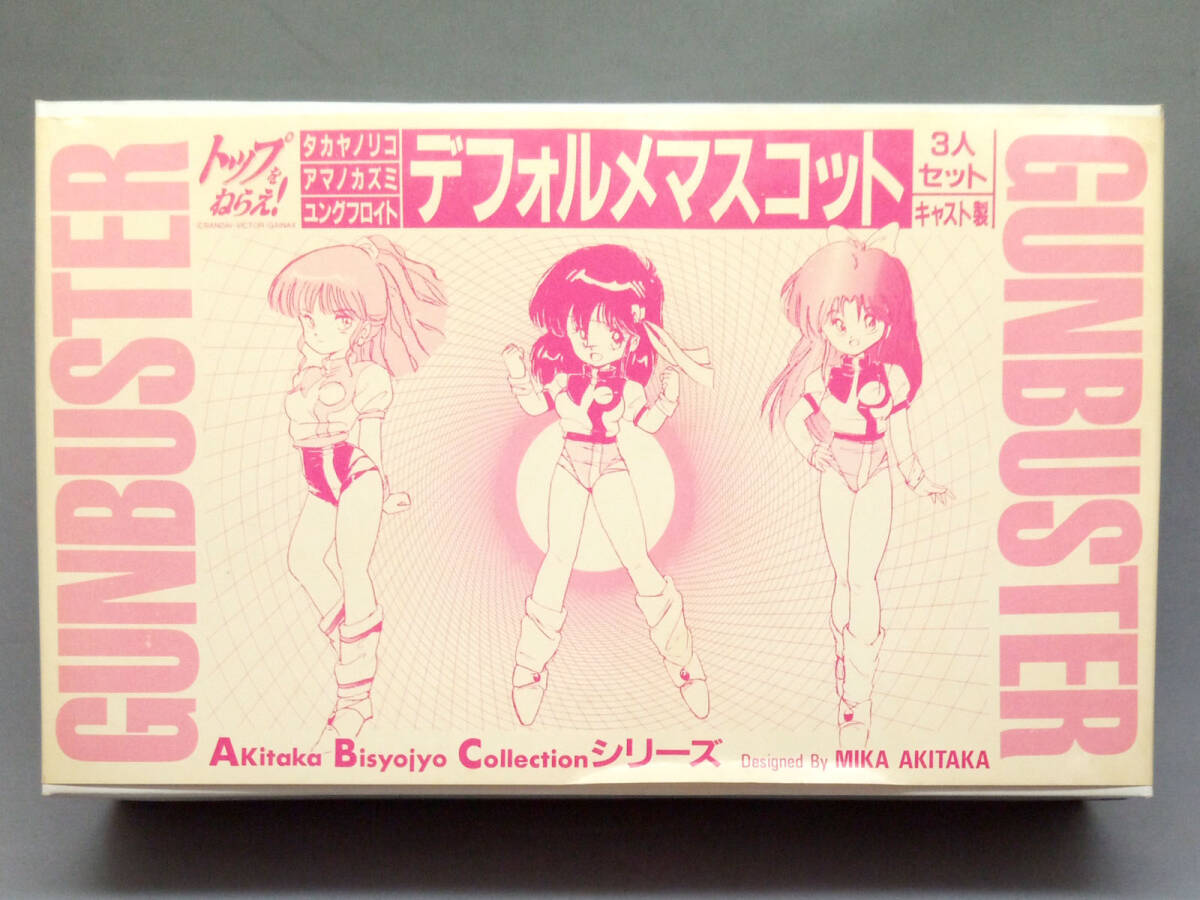 GUNBUSTER
トップを
ねらえ!
©BANDAI・VICTOR・GAINAX
タカヤノリコ
アマノカズミ
ユングフロイト
デフォルメマスコット
3人
セット
キャスト製
GUNBUSTER
AKitaka Bisyojyo Collectionシリーズ
Designed By MIKA AKITAKA